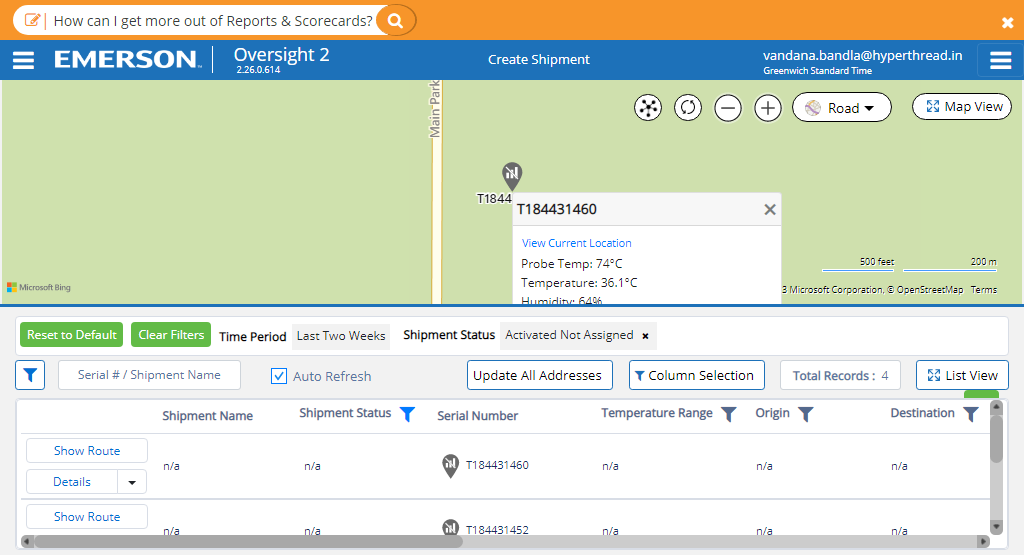 How can I get more out of Reports & Scorecards?
EMERSON
Oversight 2
2.26.0.614
Create Shipment
vandana.bandla@hyperthread.in
Greenwich Standard Time
Main Park
Road
Map View
T1844
T184431460
View Current Location
Probe Temp: 74°C
Temperature: 36.1°C
Humidity: 64%
500 feet
200 m
Microsoft Bing
3 Microsoft Corporation, © OpenStreetMap Terms
Reset to Default
Clear Filters
Time Period
Last Two Weeks
Shipment Status
Activated Not Assigned
Serial # / Shipment Name
Auto Refresh
Update All Addresses
Column Selection
Total Records : 4
List View
Shipment Name
Shipment Status
Serial Number
Temperature Range
Origin
Destination
Show Route
Details
n/a
n/a
T184431460
n/a
n/a
n/a
Show Route
n/a
n/a
T184431452
n/a
n/a
n/a